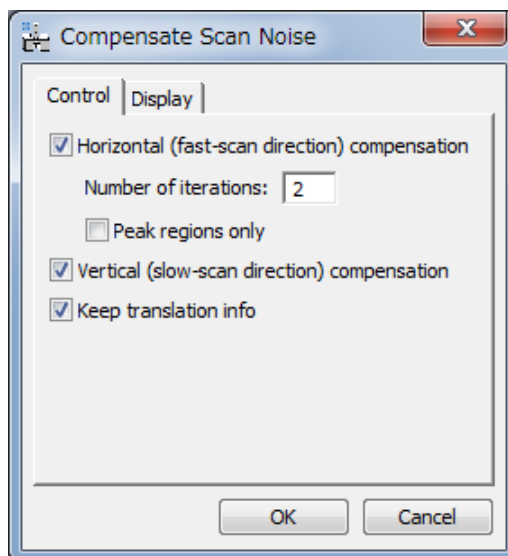 Compensate Scan Noise
Control
Display
Horizontal (fast-scan direction) compensation
Number of iterations: 2
Peak regions only
Vertical (slow-scan direction) compensation
Keep translation info
OK
Cancel